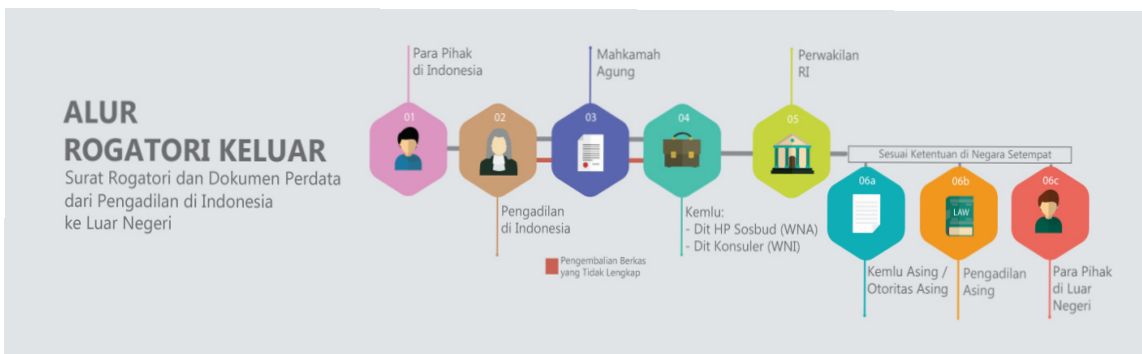 ALUR
ROGATORI KELUAR
Surat Rogatori dan Dokumen Perdata
dari Pengadilan di Indonesia
ke Luar Negeri
01
Para Pihak
di Indonesia
02
Pengadilan
di Indonesia
03
Mahkamah
Agung
04
Kemlu:
- Dit HP Sosbud (WNA)
- Dit Konsuler (WNI)
05
Perwakilan
RI
Pengembalian Berkas
yang Tidak Lengkap
Sesuai Ketentuan di Negara Setempat
06a
Kemlu Asing /
Otoritas Asing
06b
LAW
Pengadilan
Asing
06c
Para Pihak
di Luar
Negeri